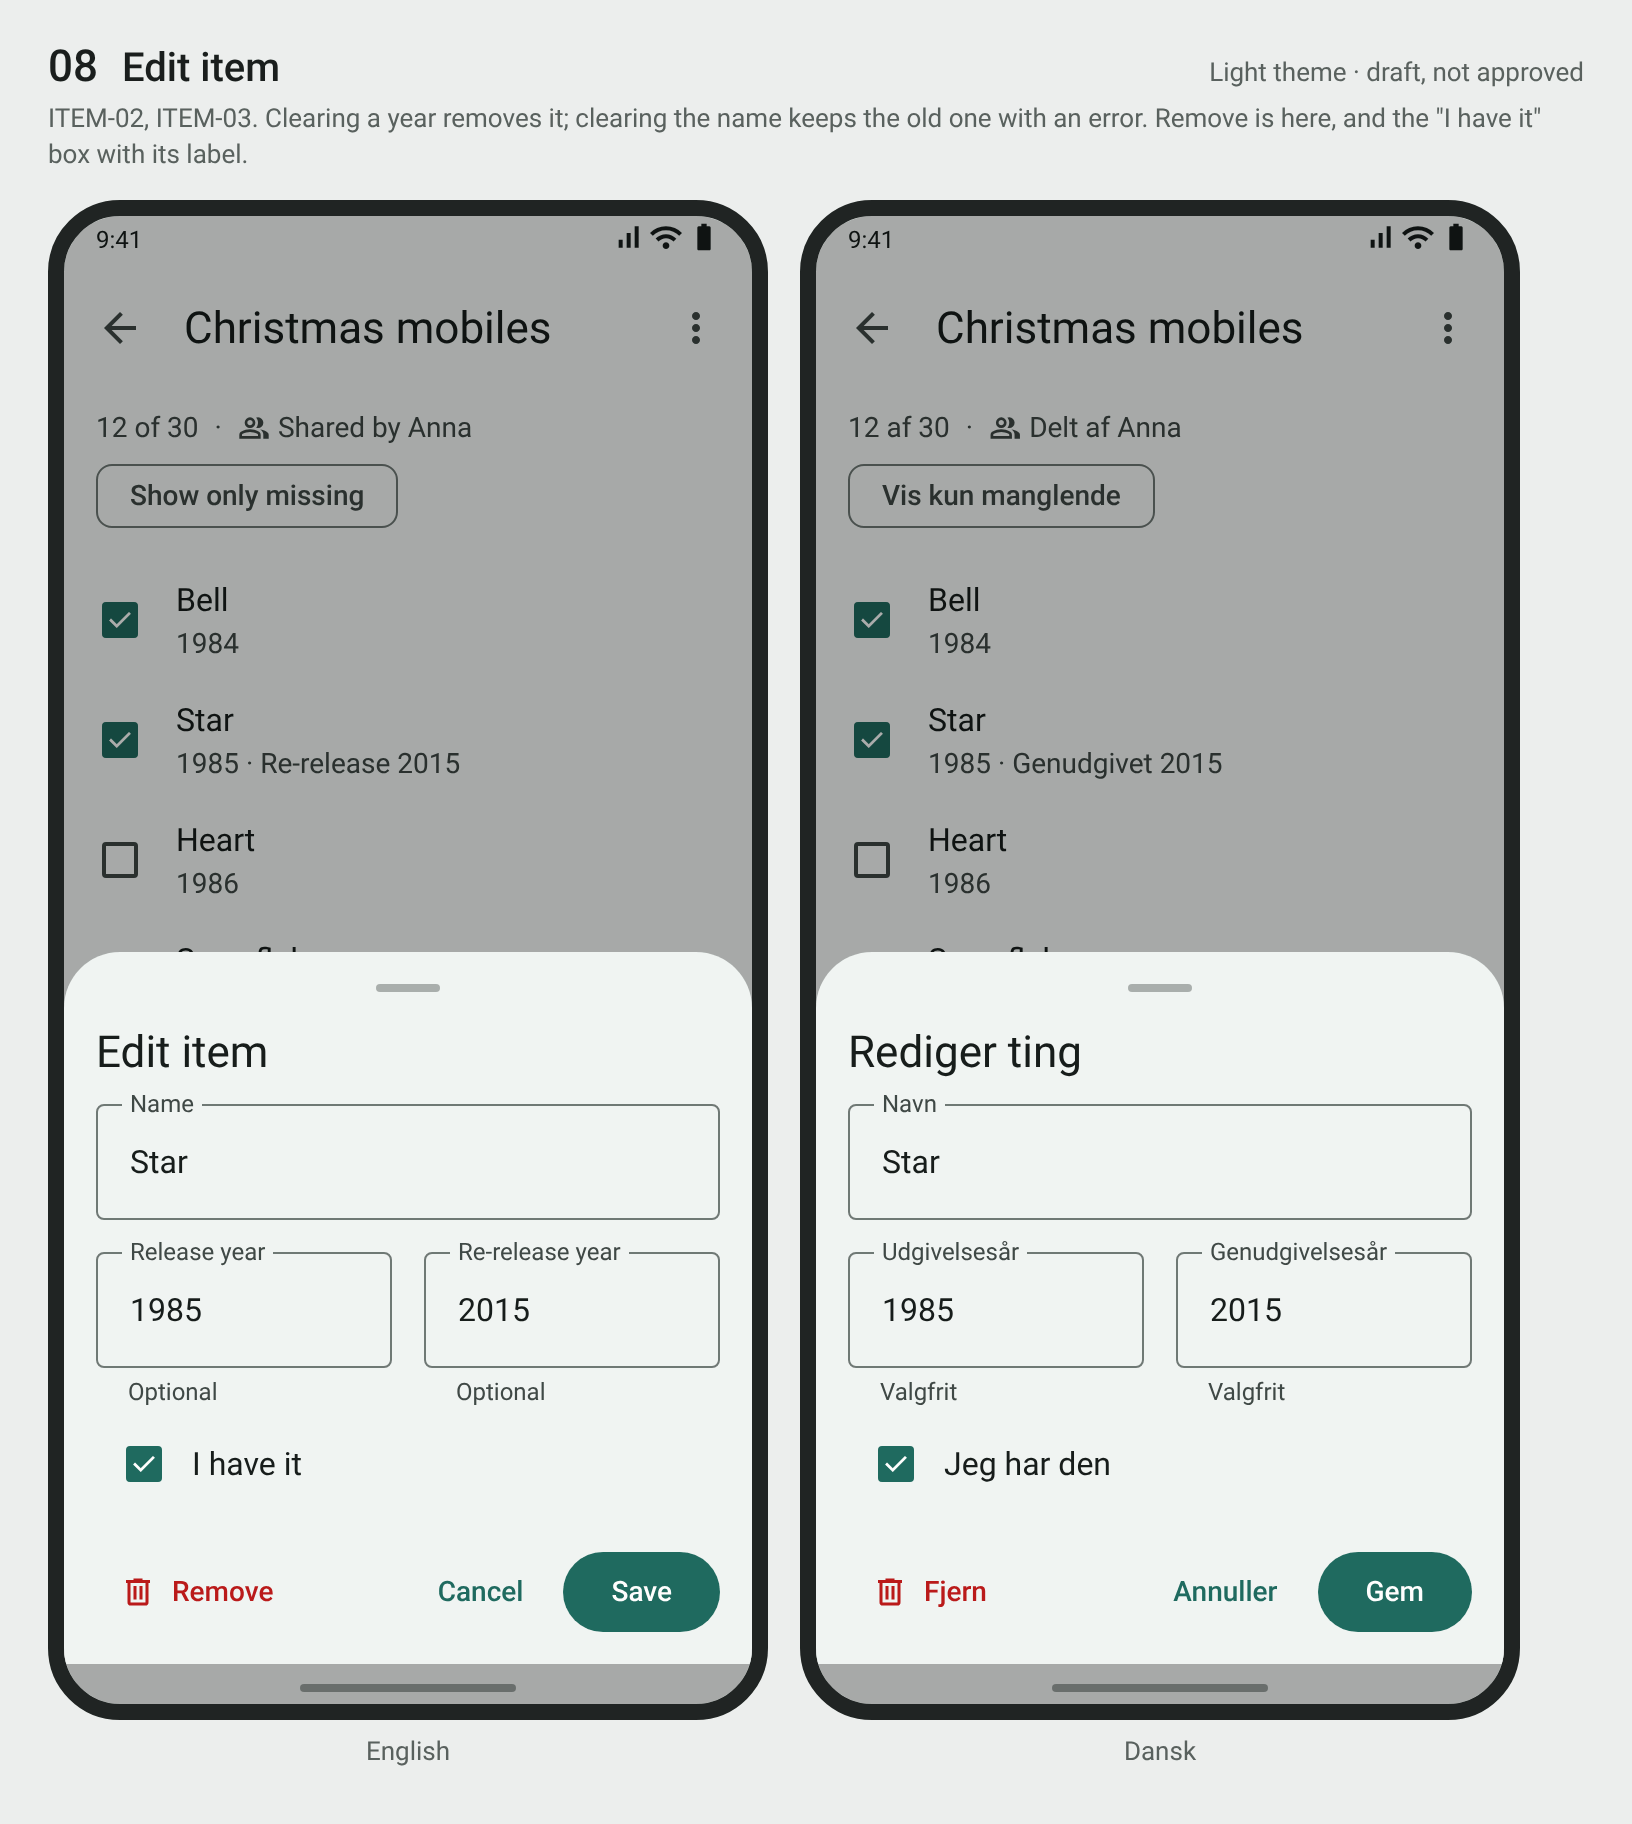 08 Edit item
Light theme · draft, not approved
ITEM-02, ITEM-03. Clearing a year removes it; clearing the name keeps the old one with an error. Remove is here, and the "I have it"
box with its label.
9:41
Christmas mobiles
12 of 30 · Shared by Anna
Show only missing
Bell
1984
Star
1985 · Re-release 2015
Heart
1986
Edit item
Name
Star
Release year
Re-release year
1985
2015
Optional
Optional
I have it
Remove
Cancel
Save
English
9:41
Christmas mobiles
12 af 30 · Delt af Anna
Vis kun manglende
Bell
1984
Star
1985 · Genudgivet 2015
Heart
1986
Rediger ting
Navn
Star
Udgivelsesår
Genudgivelsesår
1985
2015
Valgfrit
Valgfrit
Jeg har den
Fjern
Annuller
Gem
Dansk